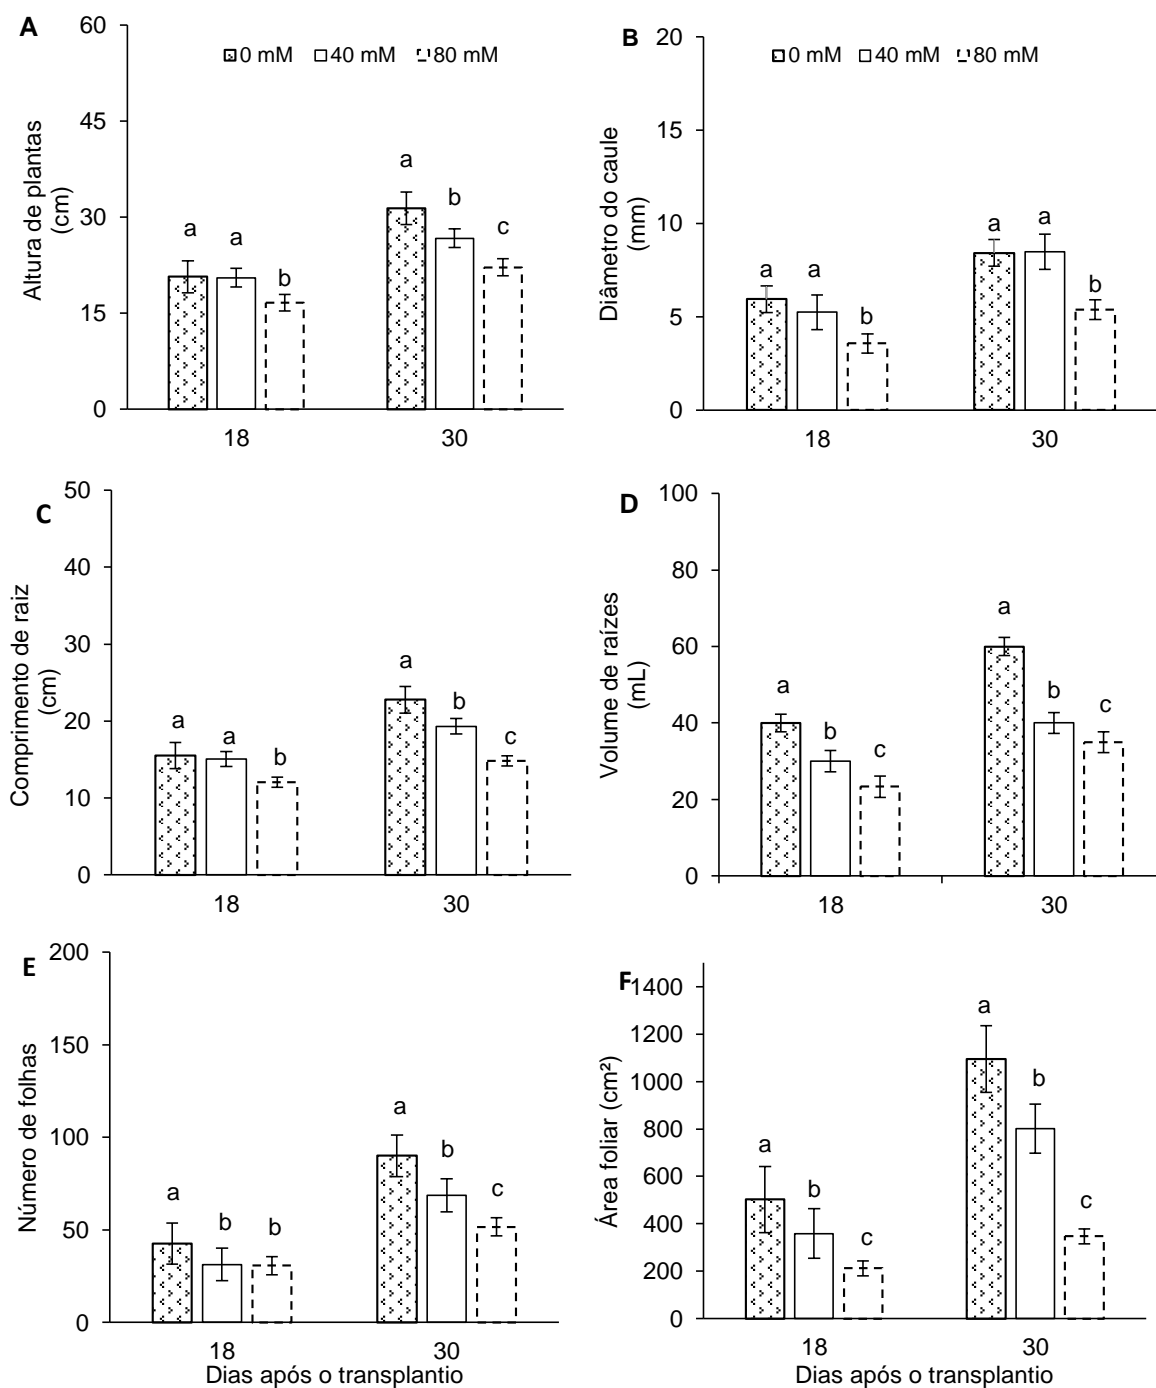 A
60
45
30
15
0
Altura de plantas
(cm)
0 mM 40 mM 80 mM
a a b
a b c
18 30
B
20
15
10
5
0
Diâmetro do caule
(mm)
0 mM 40 mM 80 mM
a a b
a a b
18 30
C
50
40
30
20
10
0
Comprimento de raiz
(cm)
a a b
a b c
18 30
D
100
80
60
40
20
0
Volume de raízes
(mL)
a b c
a b c
18 30
E
200
150
100
50
0
Número de folhas
a b b
a b c
18 30
Dias após o transplantio
F
1400
1200
1000
800
600
400
200
0
Área foliar (cm²)
a b c
a b c
18 30
Dias após o transplantio